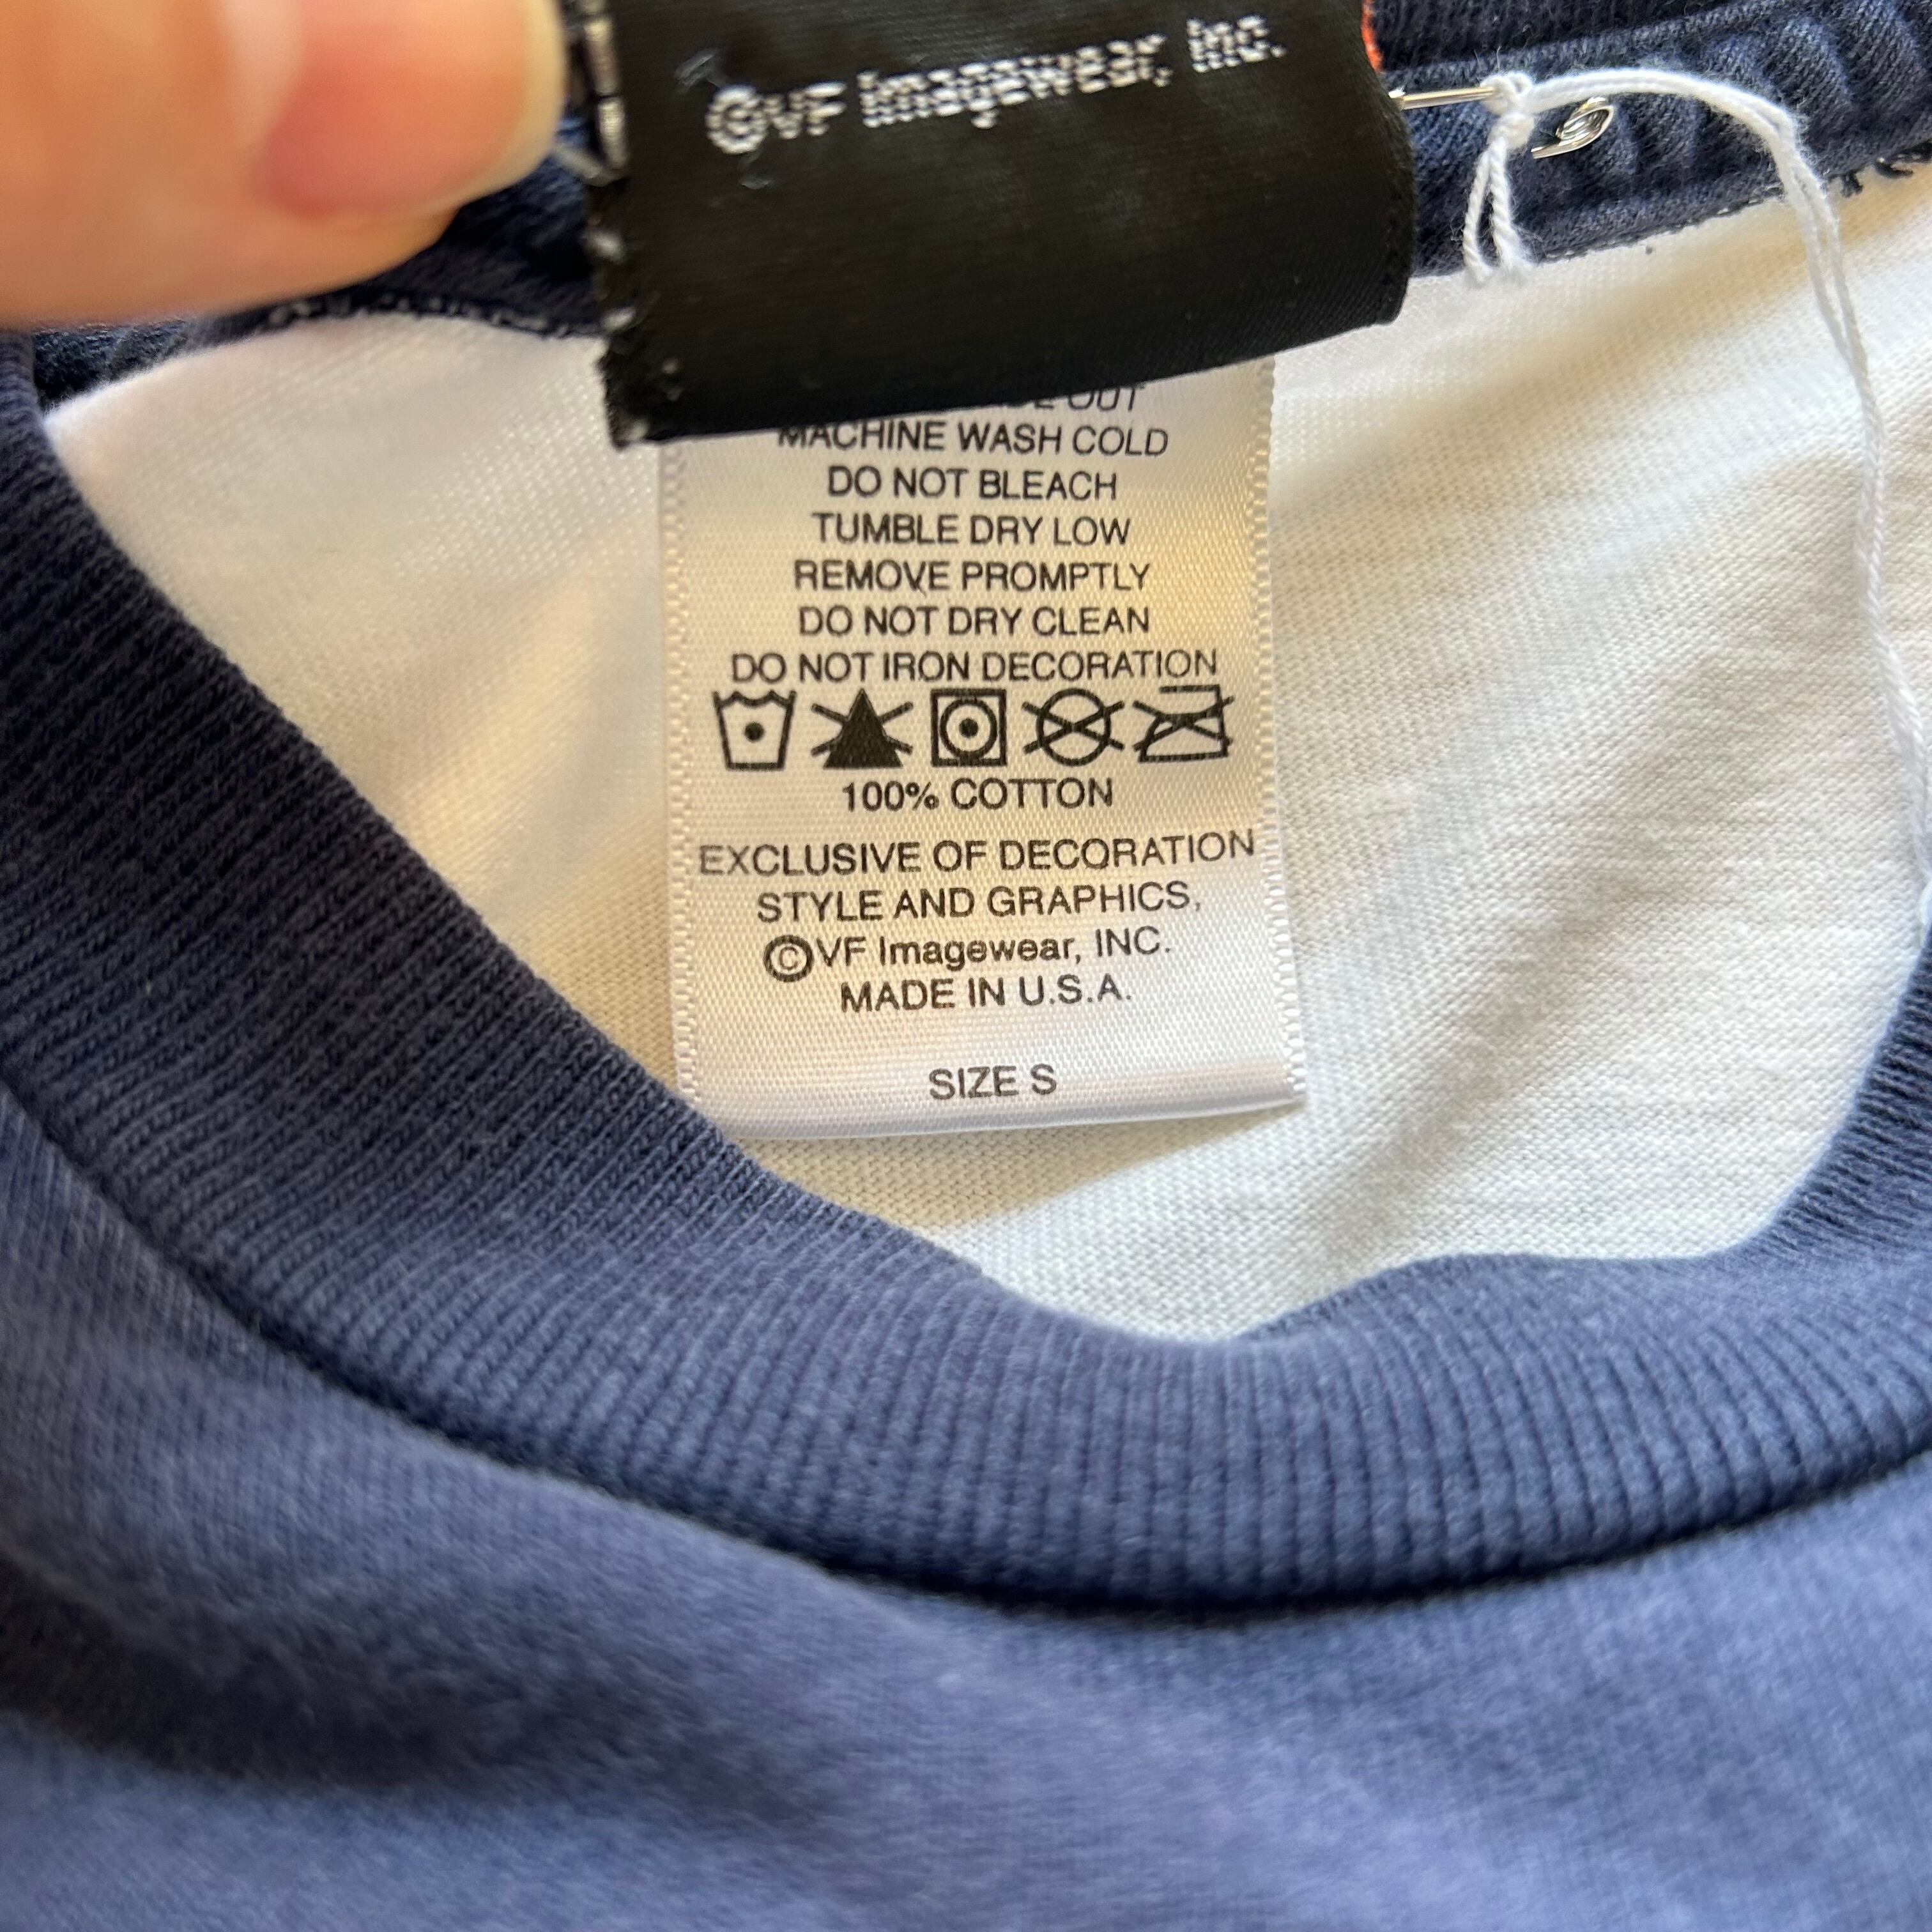 ©VF Imagewear, Inc.
OUT
MACHINE WASH COLD
DO NOT BLEACH
TUMBLE DRY LOW
REMOVE PROMPTLY
DO NOT DRY CLEAN
DO NOT IRON DECORATION
100% COTTON
EXCLUSIVE OF DECORATION
STYLE AND GRAPHICS,
©VF Imagewear, INC.
MADE IN U.S.A.
SIZE S